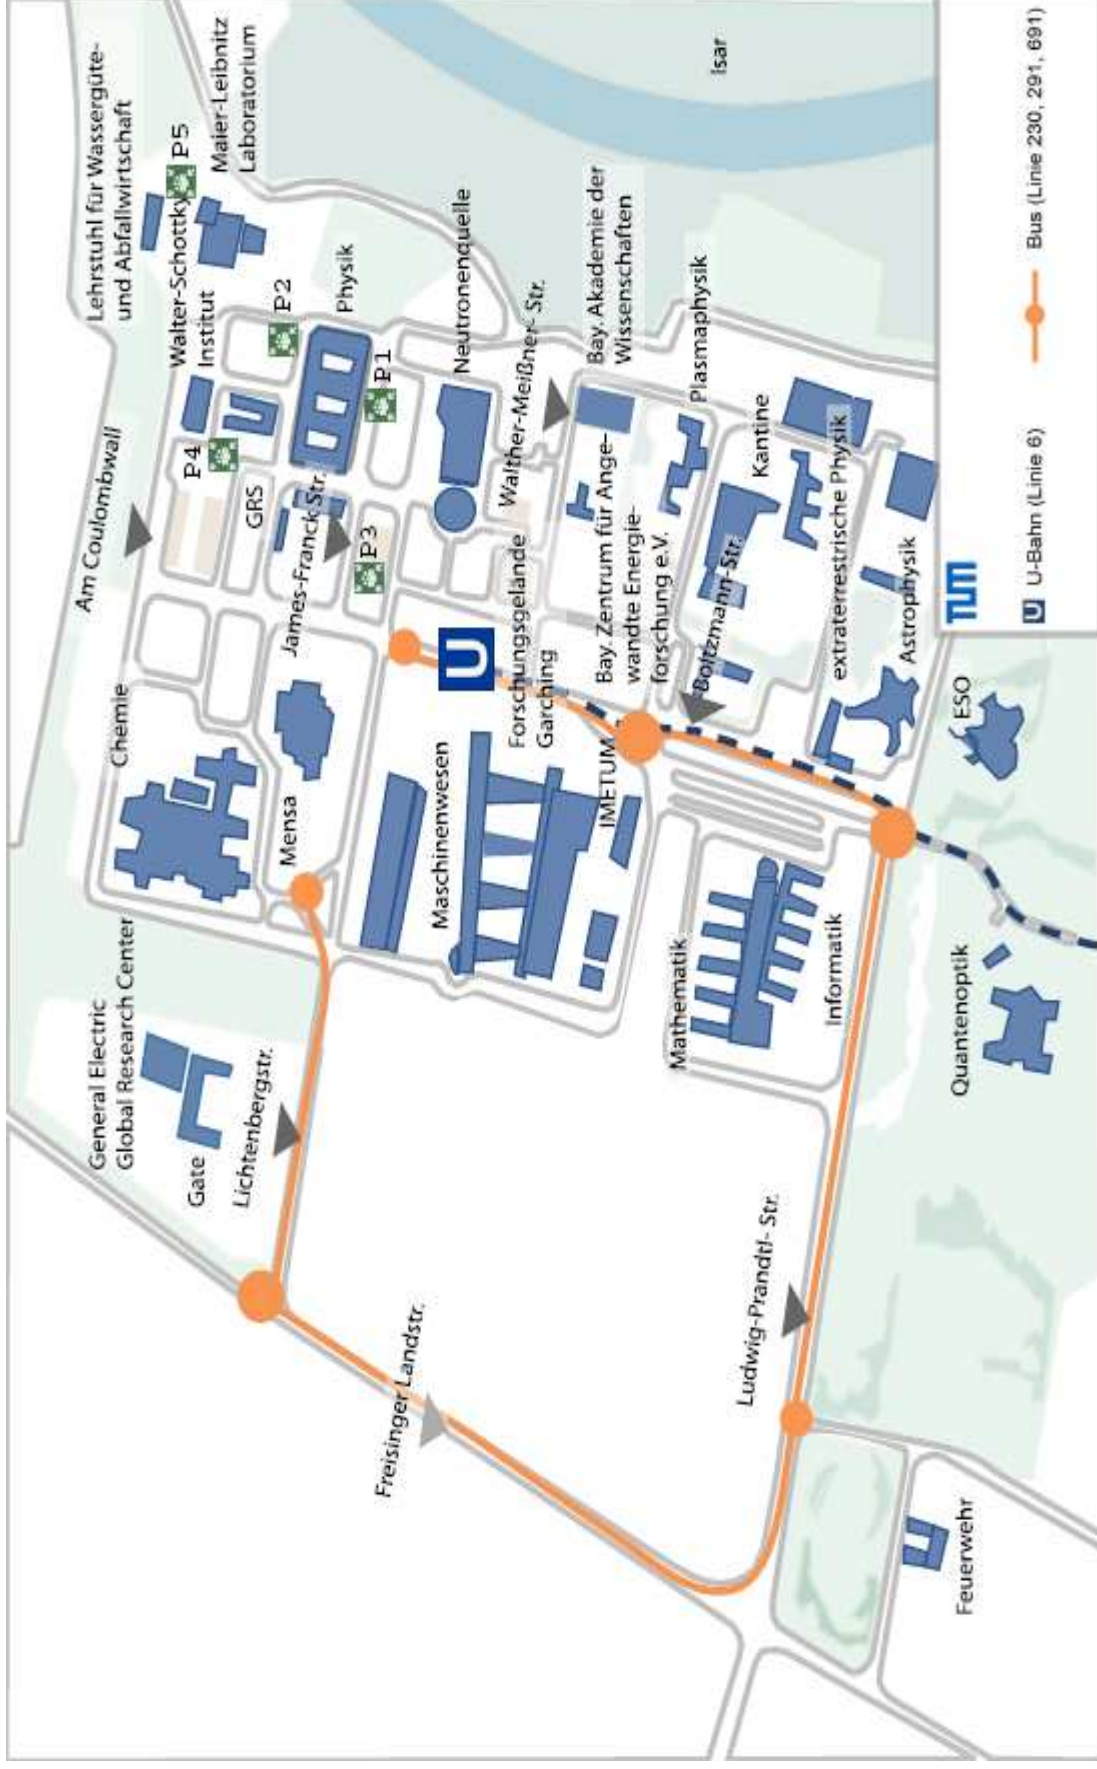 General Electric
Global Research Center
Gate
Lichtenbergstr.
Chemie
Am Coulombwall
Lehrstuhl für Wassergüte-
und Abfallwirtschaft
P4
Walter-Schottky
Institut
P5
Maier-Leibnitz
Laboratorium
Mensa
GRS
P2
James-Franck Str.
Physik
P3
P1
Freisinger Landstr.
Maschinenwesen
U
Neutronenquelle
Forschungsgelände
Garching
Walther-Meißner- Str.
IMETUM
Bay. Zentrum für Ange-
wandte Energie-
forschung e.V.
Bay. Akademie der
Wissenschaften
Isar
Mathematik
Boltzmann-Str.
Plasmaphysik
Kantine
Ludwig-Prandtl- Str.
Informatik
extraterrestrische Physik
Astrophysik
Feuerwehr
Quantenoptik
ESO
TUM
U U-Bahn (Linie 6)
Bus (Linie 230, 291, 691)